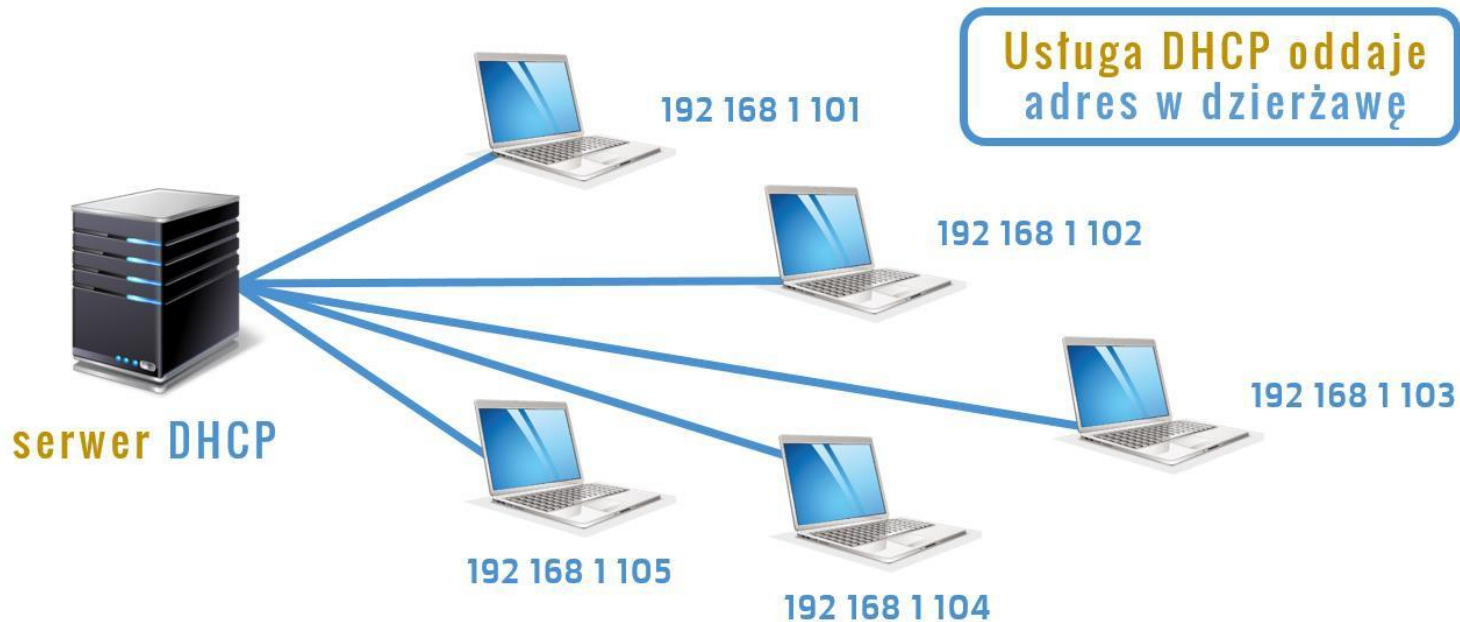 Usługa DHCP oddaje
adres w dzierżawę
192 168 1 101
192 168 1 102
192 168 1 103
serwer DHCP
192 168 1 105
192 168 1 104